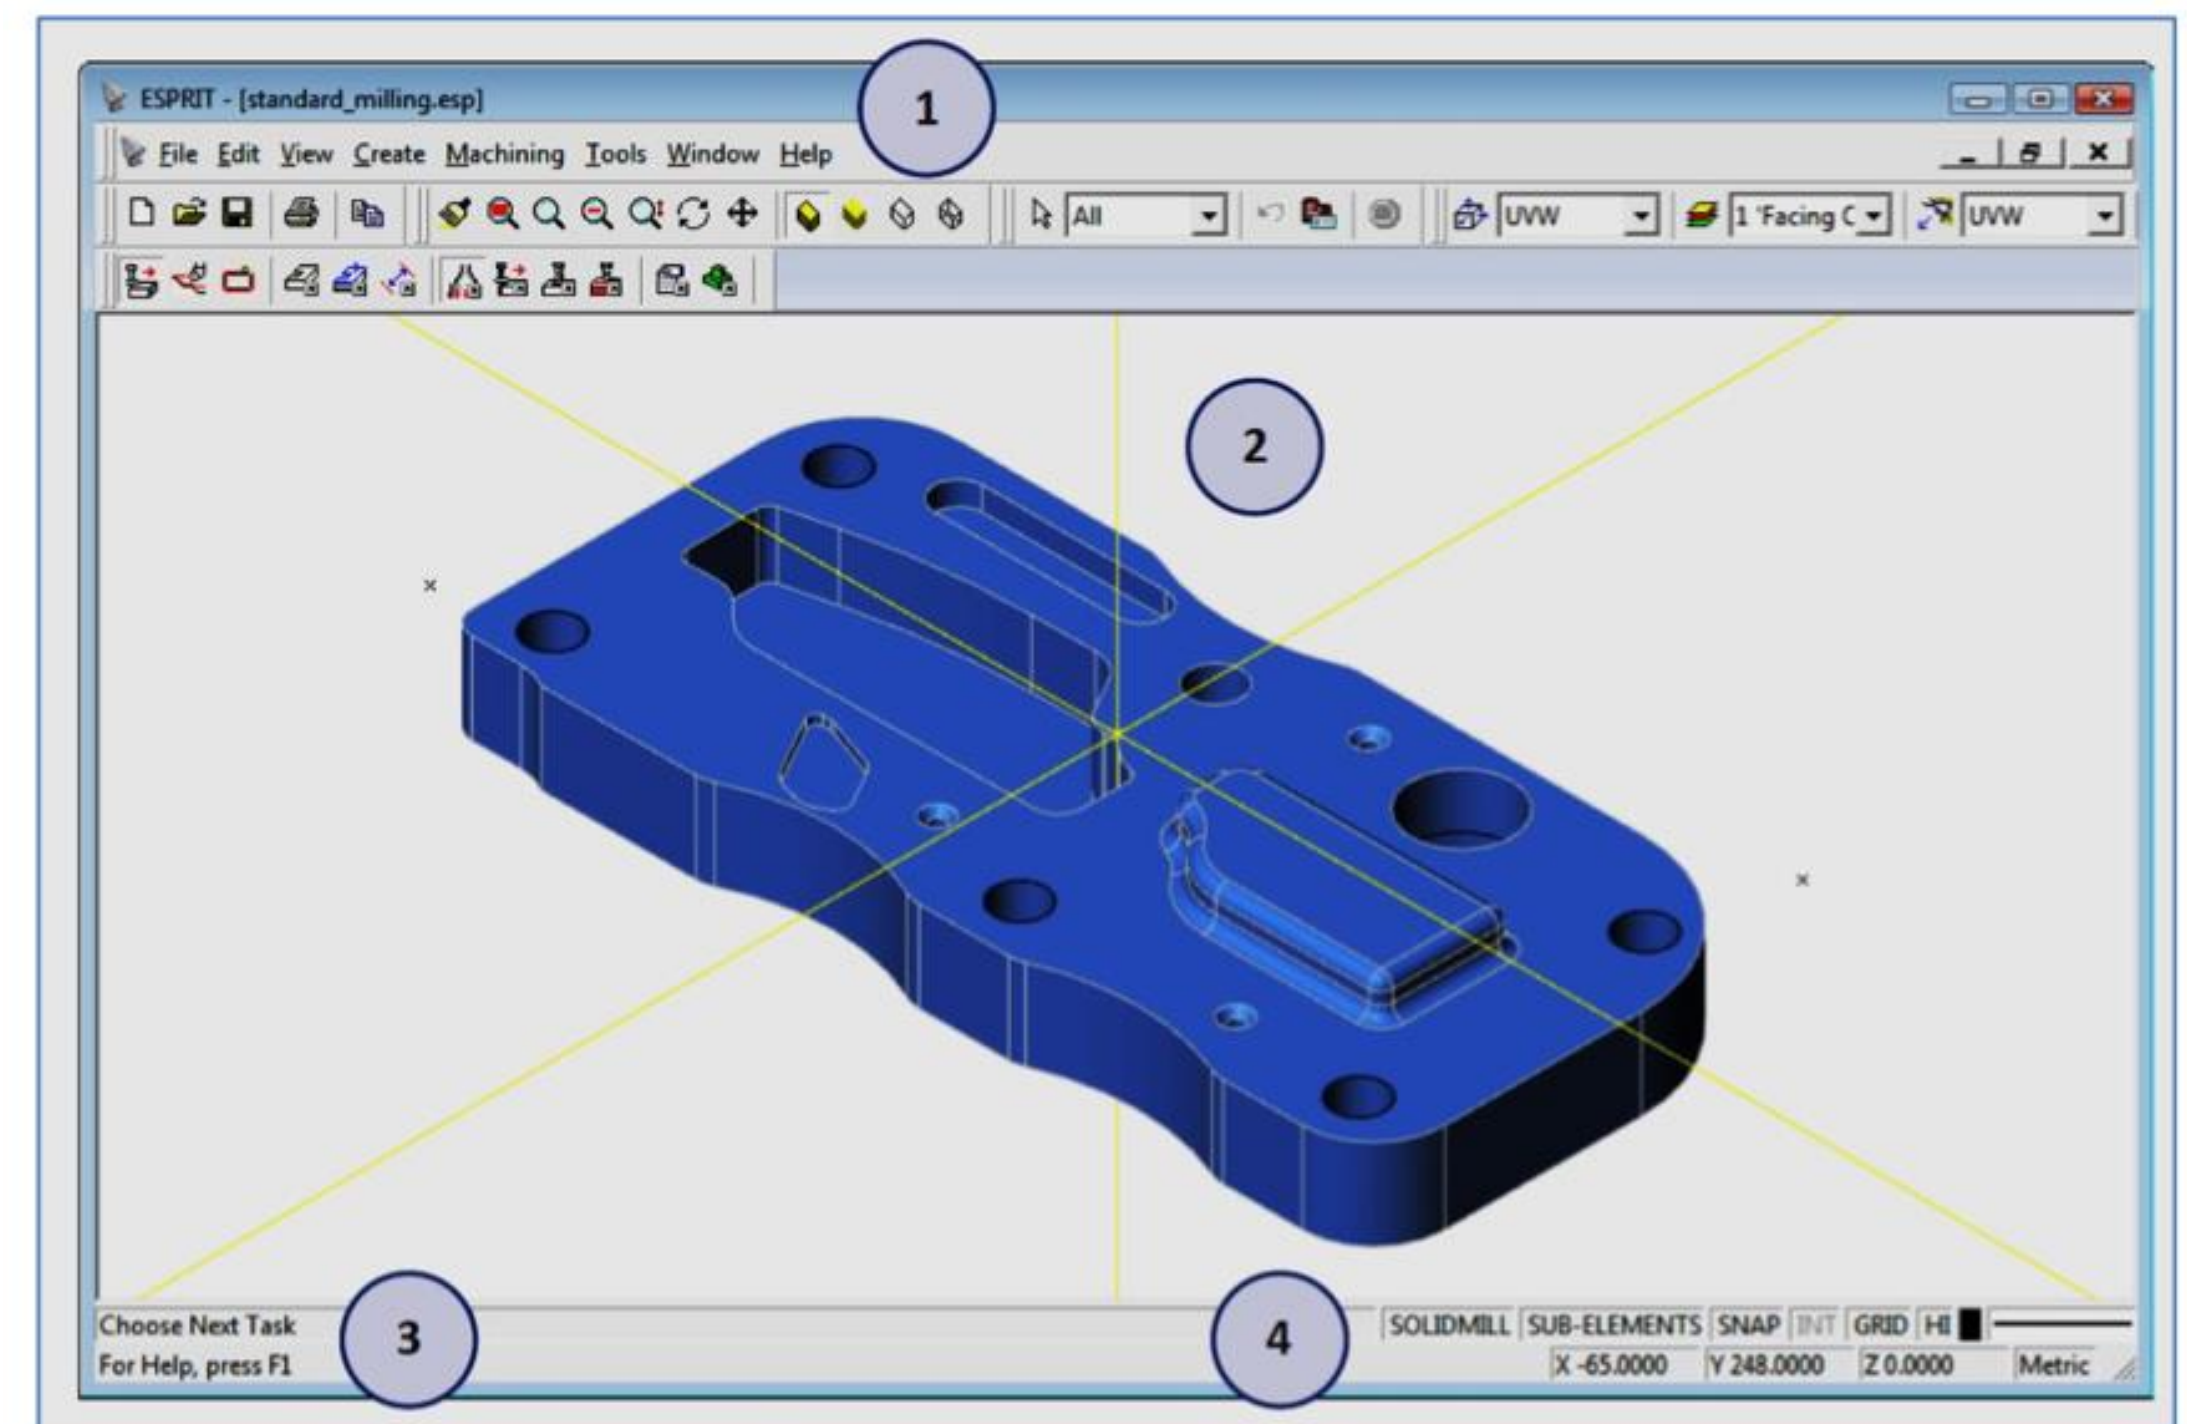 1
ESPRIT - [standard_milling.esp]
File Edit View Create Machining Tools Window Help
All UVW 1 'Facing C UVW
2
Choose Next Task
3
4
SOLIDMILL SUB-ELEMENTS SNAP INT GRID HI
For Help, press F1
X -65.0000 Y 248.0000 Z 0.0000 Metric